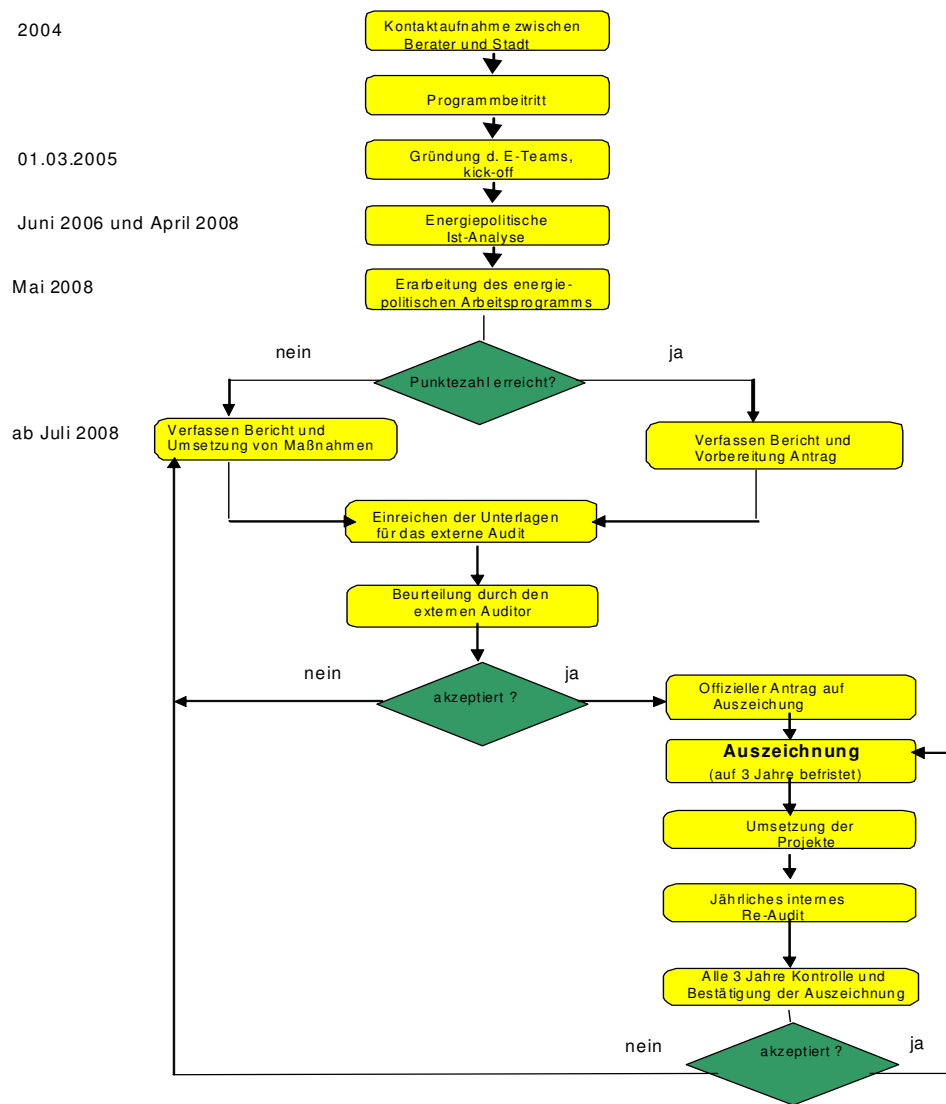 2004
Kontaktaufnahme zwischen
Berater und Stadt
Programmbeitritt
01.03.2005
Gründung d. E-Teams,
kick-off
Juni 2006 und April 2008
Energiepolitische
Ist-Analyse
Mai 2008
Erarbeitung des energie-
politischen Arbeitsprogramms
nein
ja
Punktezahl erreicht?
ab Juli 2008
Verfassen Bericht und
Umsetzung von Maßnahmen
Verfassen Bericht und
Vorbereitung Antrag
Einreichen der Unterlagen
für das externe Audit
Beurteilung durch den
externen Auditor
nein
ja
akzeptiert ?
Offizieller Antrag auf
Auszeichung
Auszeichnung
(auf 3 Jahre befristet)
Umsetzung der
Projekte
Jährliches internes
Re-Audit
Alle 3 Jahre Kontrolle und
Bestätigung der Auszeichnung
nein
akzeptiert ?
ja